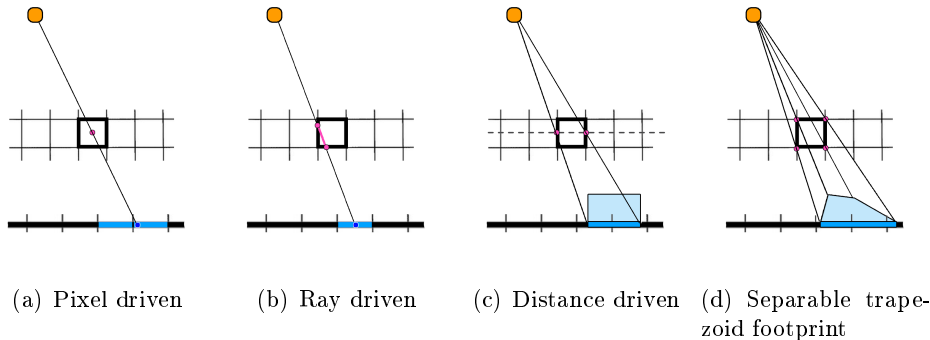 (a) Pixel driven
(b) Ray driven
(c) Distance driven
(d) Separable trape-
zoid footprint